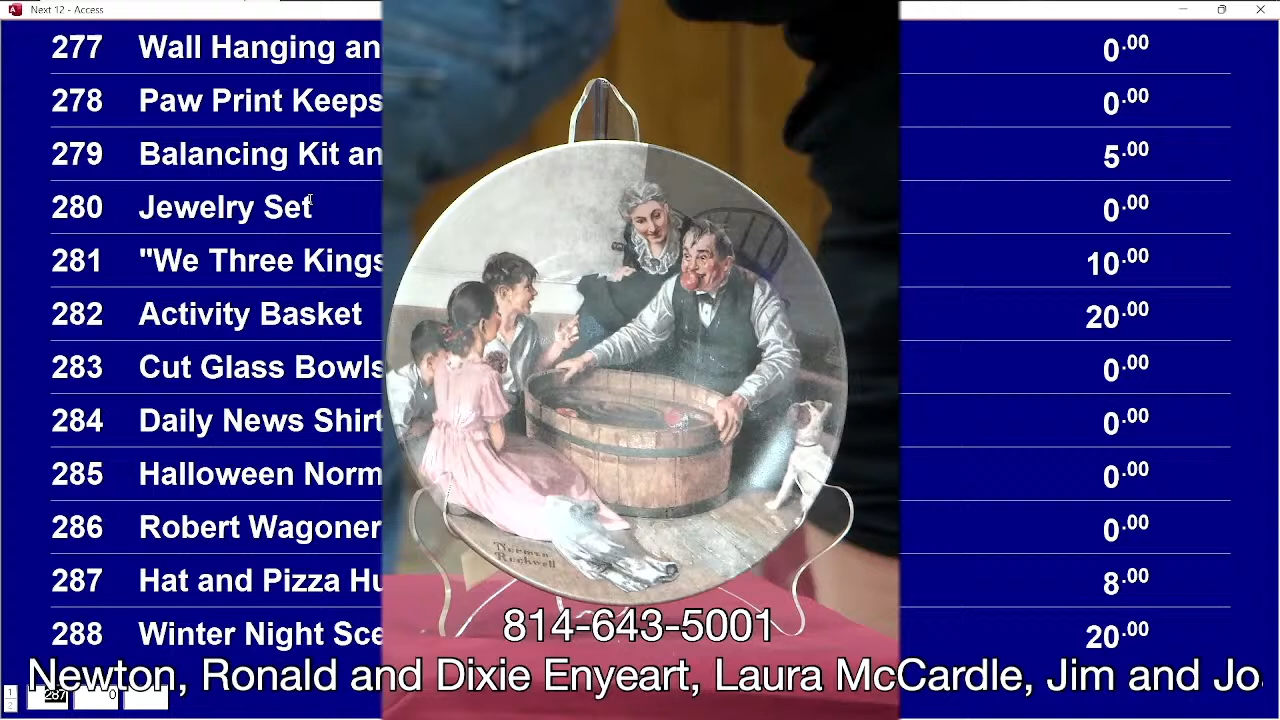 Next 12 - Access
277 Wall Hanging an 0.00
278 Paw Print Keeps 0.00
279 Balancing Kit an 5.00
280 Jewelry Set 0.00
281 "We Three Kings 10.00
282 Activity Basket 20.00
283 Cut Glass Bowls 0.00
284 Daily News Shirt 0.00
285 Halloween Norm 0.00
286 Robert Wagoner 0.00
287 Hat and Pizza Hu 8.00
288 Winter Night Sce 20.00
Norman
Rockwell
814-643-5001
Newton, Ronald and Dixie Enyeart, Laura McCardle, Jim and Jo
1
2
287
0